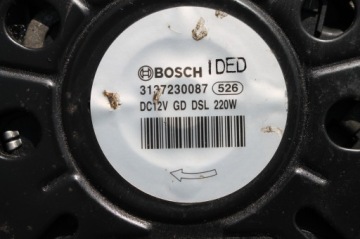 BOSCH IDED
3137230087 526
DC12V GD DSL 220W